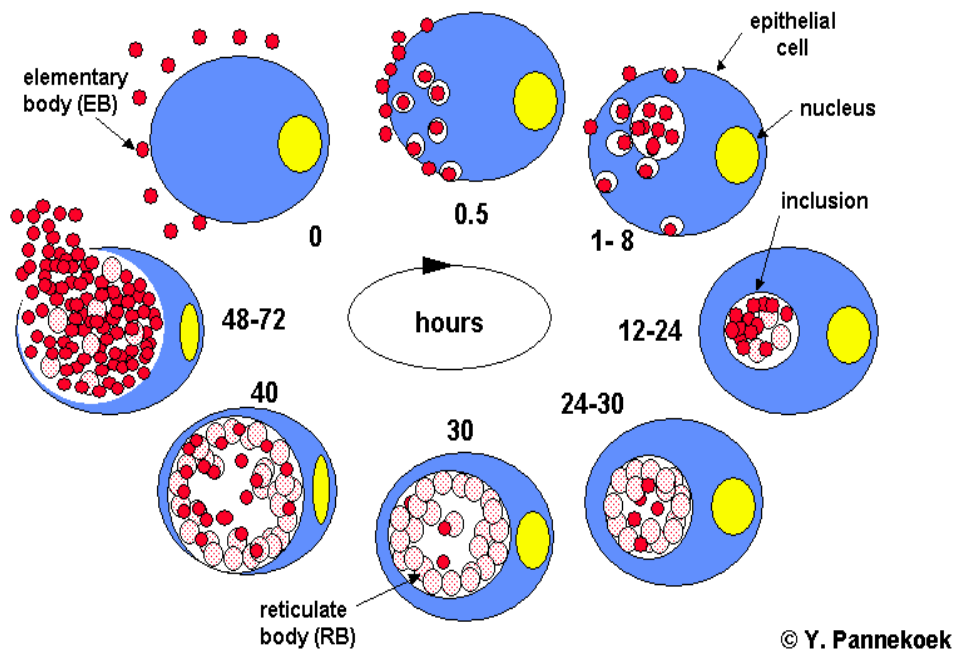 elementary
body (EB)
epithelial
cell
nucleus
0
0.5
1- 8
inclusion
48-72
hours
12-24
40
30
24-30
reticulate
body (RB)
© Y. Pannekoek